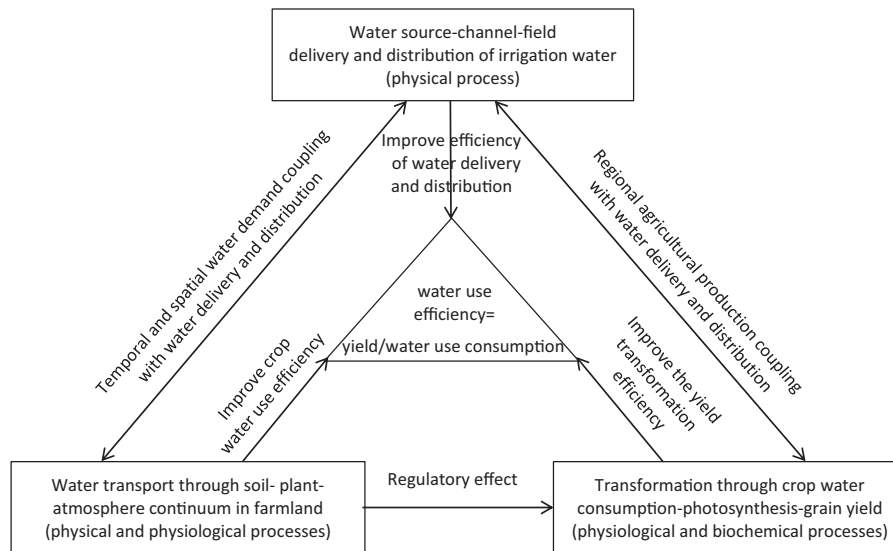 Water source-channel-field
delivery and distribution of irrigation water
(physical process)
Improve efficiency
of water delivery
and distribution
Temporal and spatial water demand coupling
with water delivery and distribution
Regional agricultural production coupling
with water delivery and distribution
water use
efficiency=
yield/water use consumption
Improve crop
water use efficiency
Improve the yield
transformation
efficiency
Water transport through soil- plant-
atmosphere continuum in farmland
(physical and physiological processes)
Regulatory effect
Transformation through crop water
consumption-photosynthesis-grain yield
(physiological and biochemical processes)